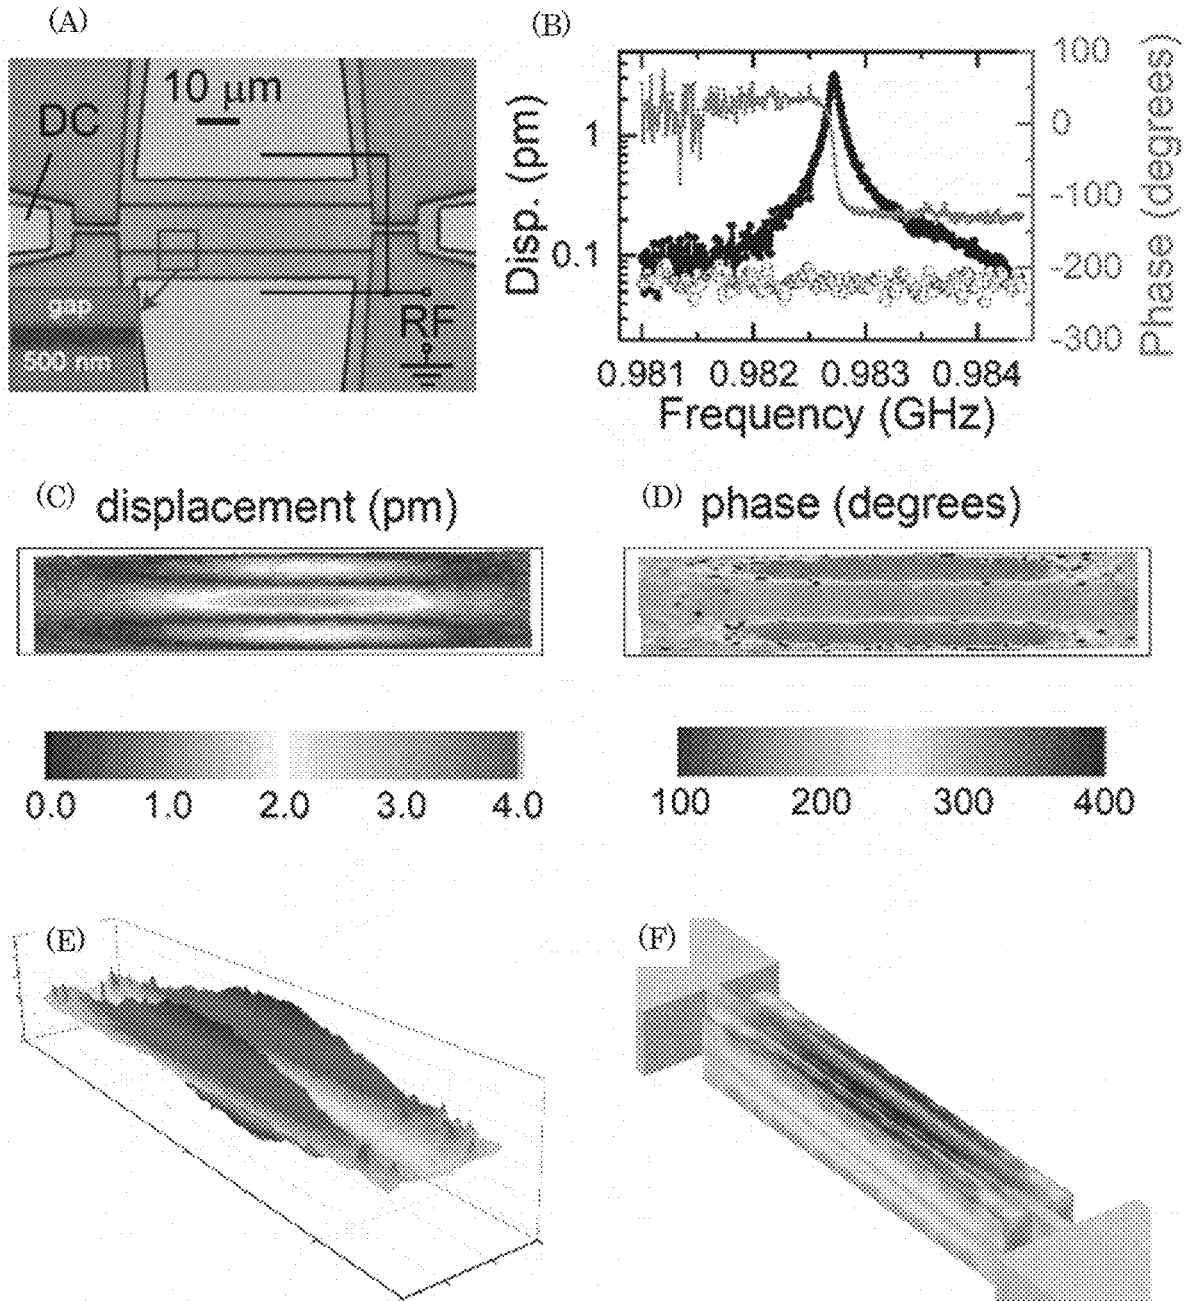 (A)
10 μm
DC
gap
500 nm
RF
(B)
Disp. (pm)
1
0.1
100
0
-100
-200
-300
Phase (degrees)
0.981 0.982 0.983 0.984
Frequency (GHz)
(C) displacement (pm)
0.0 1.0 2.0 3.0 4.0
(D) phase (degrees)
100 200 300 400
(E)
(F)